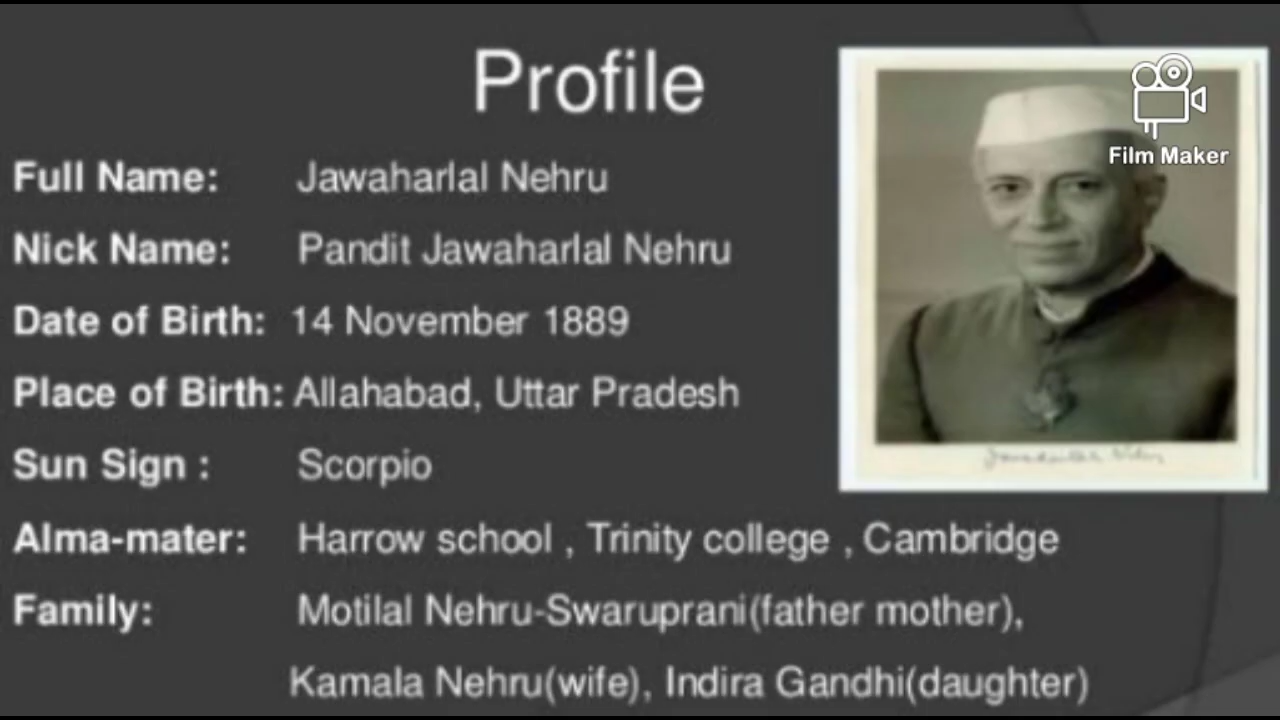 Profile
Film Maker
Full Name: Jawaharlal Nehru
Nick Name: Pandit Jawaharlal Nehru
Date of Birth: 14 November 1889
Place of Birth: Allahabad, Uttar Pradesh
Sun Sign : Scorpio
Alma-mater: Harrow school , Trinity college , Cambridge
Family: Motilal Nehru-Swaruprani(father mother),
Kamala Nehru(wife), Indira Gandhi(daughter)